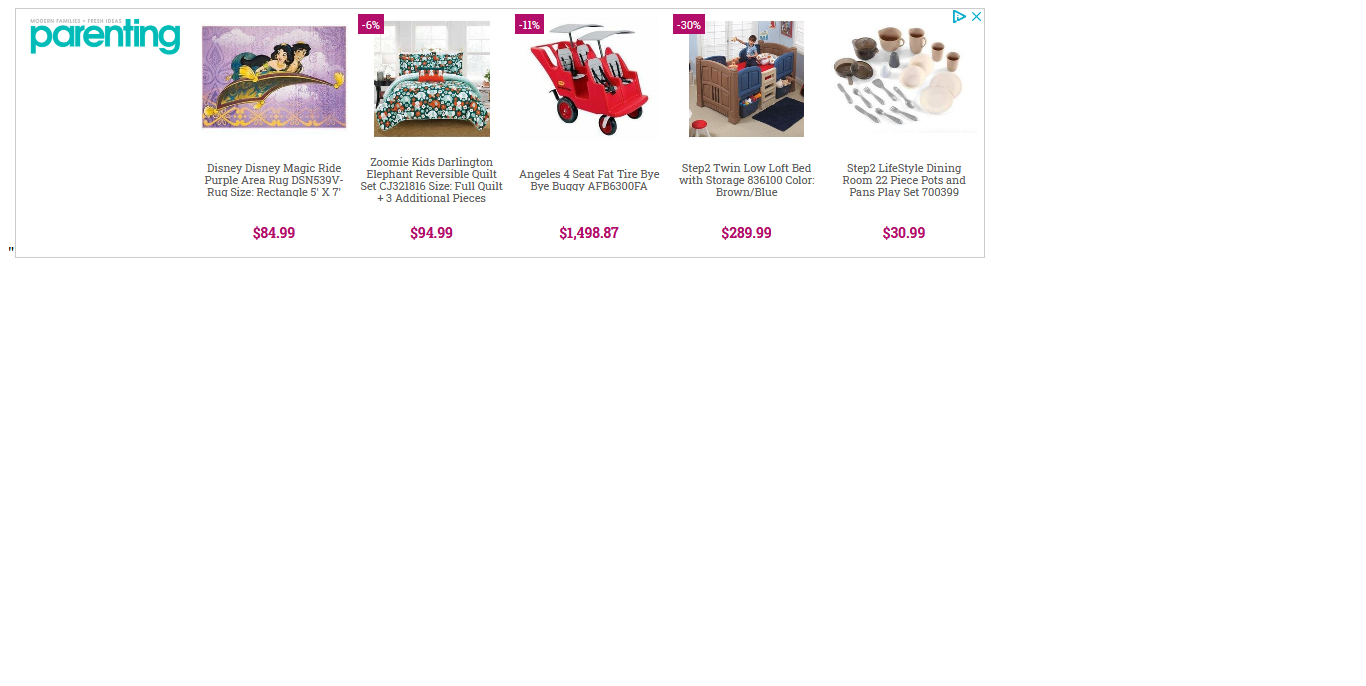 MODERN FAMILIES + FRESH IDEAS
parenting
Disney Disney Magic Ride
Purple Area Rug DSN539V-
Rug Size: Rectangle 5' X 7'
$84.99
-6%
Zoomie Kids Darlington
Elephant Reversible Quilt
Set CJ321816 Size: Full Quilt
+ 3 Additional Pieces
$94.99
-11%
Angeles 4 Seat Fat Tire Bye
Bye Buggy AFB6300FA
$1,498.87
-30%
Step2 Twin Low Loft Bed
with Storage 836100 Color:
Brown/Blue
$289.99
Step2 LifeStyle Dining
Room 22 Piece Pots and
Pans Play Set 700399
$30.99
"